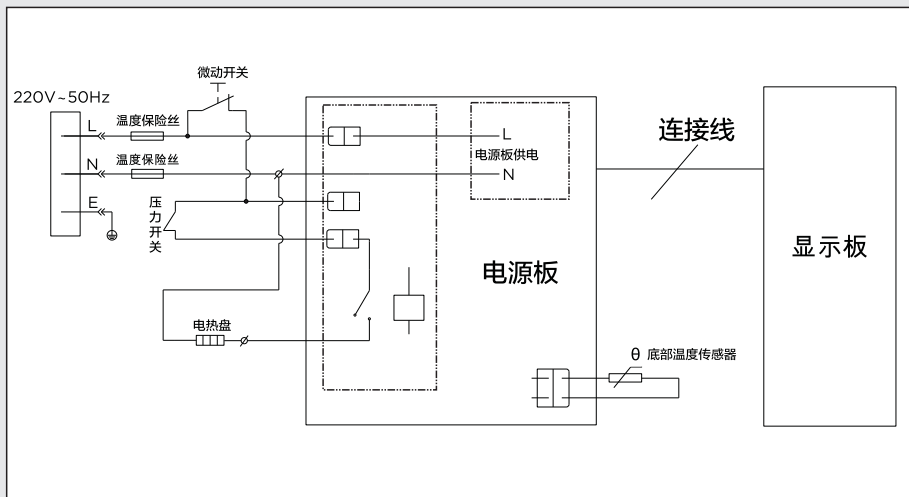 微动开关
220V~50Hz
L
温度保险丝
N
温度保险丝
E
压力开关
电热盘
L
电源板供电
N
电源板
连接线
显示板
θ 底部温度传感器